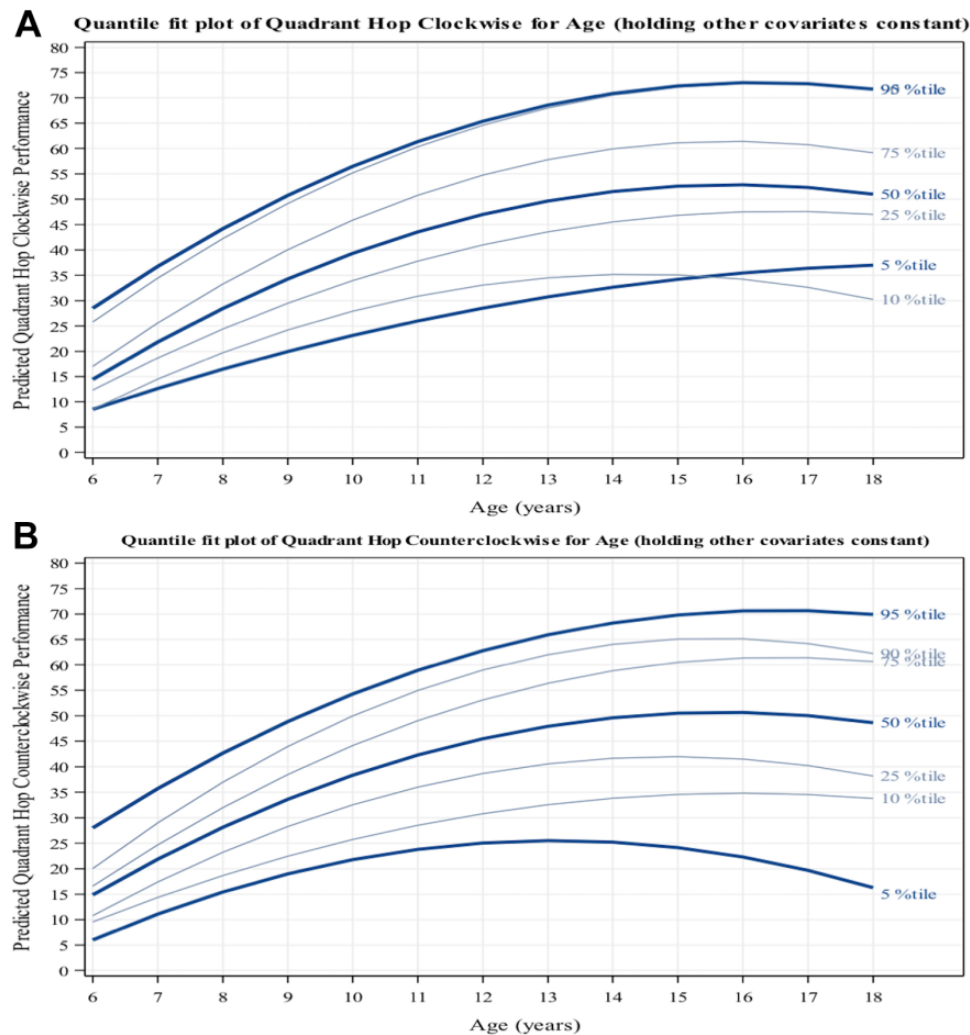 A
Quantile fit plot of Quadrant Hop Clockwise for Age (holding other covariates constant)
Predicted Quadrant Hop Clockwise Performance
80
75
70
65
60
55
50
45
40
35
30
25
20
15
10
5
0
%tile
75 %tile
50 %tile
25 %tile
5 %tile
10 %tile
6 7 8 9 10 11 12 13 14 15 16 17 18
Age (years)
B
Quantile fit plot of Quadrant Hop Counterclockwise for Age (holding other covariates constant)
Predicted Quadrant Hop Counterclockwise Performance
80
75
70
65
60
55
50
45
40
35
30
25
20
15
10
5
0
95 %tile
90 %tile
75 %tile
50 %tile
25 %tile
10 %tile
5 %tile
6 7 8 9 10 11 12 13 14 15 16 17 18
Age (years)